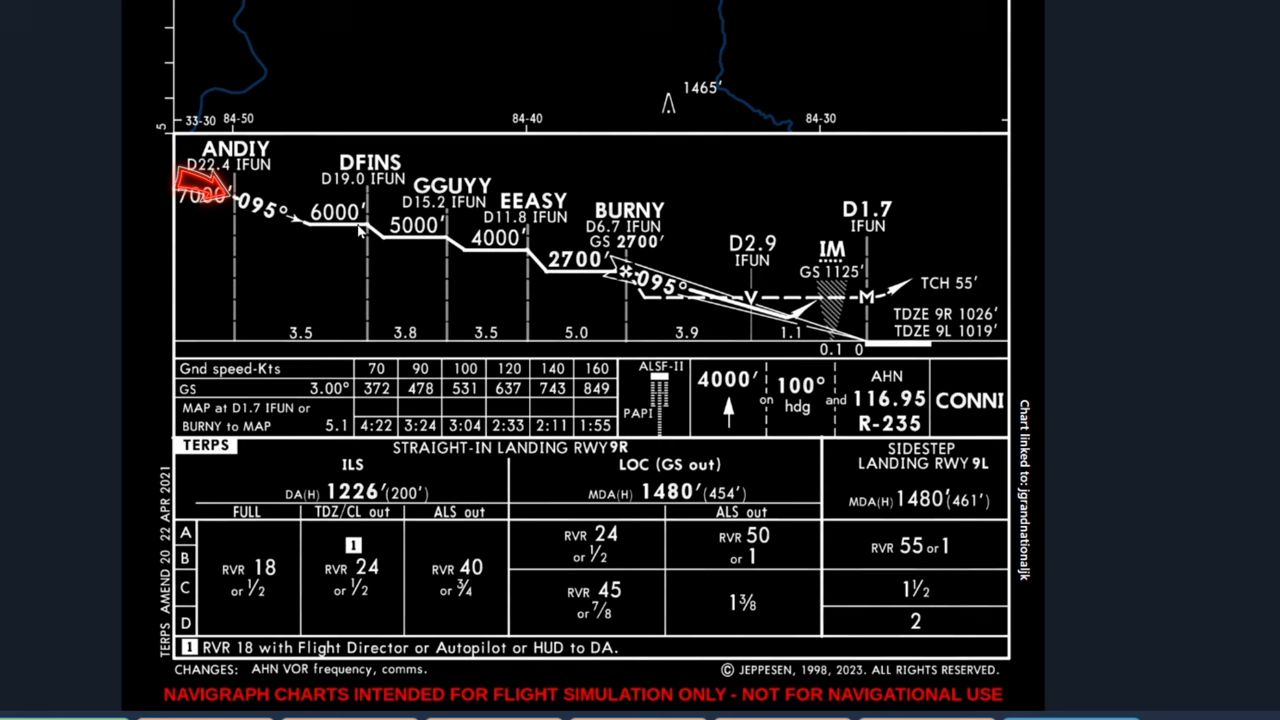 1465'
5
33-30
84-50
84-40
84-30
ANDIY
D22.4 IFUN
7000'
095°
DFINS
D19.0 IFUN
6000'
GGUYY
D15.2 IFUN
5000'
EEASY
D11.8 IFUN
4000'
BURNY
D6.7 IFUN
GS 2700'
2700'
095°
D2.9
IFUN
V
IM
GS 1125'
D1.7
IFUN
M
TCH 55'
TDZE 9R 1026'
TDZE 9L 1019'
3.5 3.8 3.5 5.0 3.9 1.1
0.1 0
Gnd speed-Kts 70 90 100 120 140 160
GS 3.00° 372 478 531 637 743 849
MAP at D1.7 IFUN or
BURNY to MAP 5.1 4:22 3:24 3:04 2:33 2:11 1:55
ALSF-II
PAPI
4000'
on
100°
hdg
and
AHN
116.95
R-235
CONNI
TERPS
STRAIGHT-IN LANDING RWY 9R
ILS
DA(H) 1226'(200')
FULL
TDZ/CL out
ALS out
LOC (GS out)
MDA(H) 1480'(454')
ALS out
SIDESTEP
LANDING RWY 9L
MDA(H) 1480'(461')
A
B
C
D
RVR 18
or 1/2
1
RVR 24
or 1/2
RVR 40
or 3/4
RVR 24
or 1/2
RVR 45
or 7/8
RVR 50
or 1
1 3/8
RVR 55 or 1
1 1/2
2
1 RVR 18 with Flight Director or Autopilot or HUD to DA.
TERPS AMEND 20 22 APR 2021
CHANGES: AHN VOR frequency, comms.
© JEPPESEN, 1998, 2023. ALL RIGHTS RESERVED.
Chart linked to: jgrandnationaljk
NAVIGRAPH CHARTS INTENDED FOR FLIGHT SIMULATION ONLY - NOT FOR NAVIGATIONAL USE